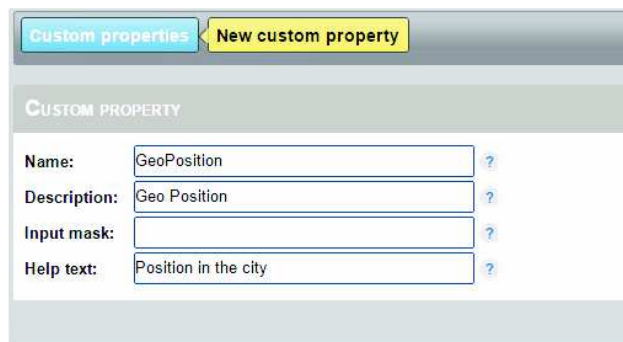 Custom properties New custom property
CUSTOM PROPERTY
Name: GeoPosition ?
Description: Geo Position ?
Input mask: ?
Help text: Position in the city ?